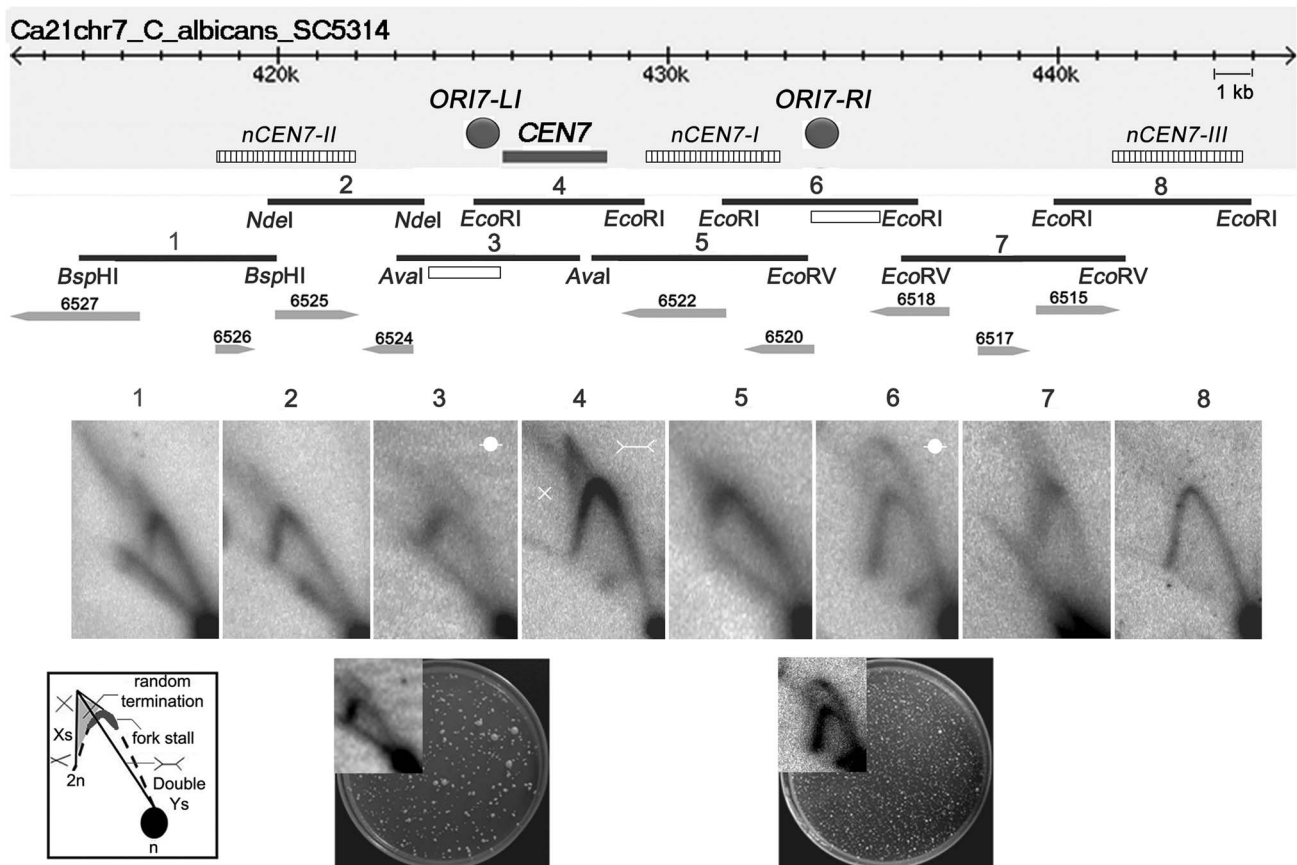 Ca21chr7_C_albicans_SC5314
420k 430k 440k
1 kb
ORI7-LI ORI7-RI
nCEN7-II CEN7 nCEN7-I nCEN7-III
2 4 6 8
NdeI NdeI EcoRI EcoRI EcoRI EcoRI EcoRI EcoRI
1 3 5 7
BspHI BspHI AvaI AvaI EcoRV EcoRV EcoRV
6527 6525 6522 6518 6515
6526 6524 6520 6517
1 2 3 4 5 6 7 8
random
termination
Xs
fork stall
2n
Double
Ys
n